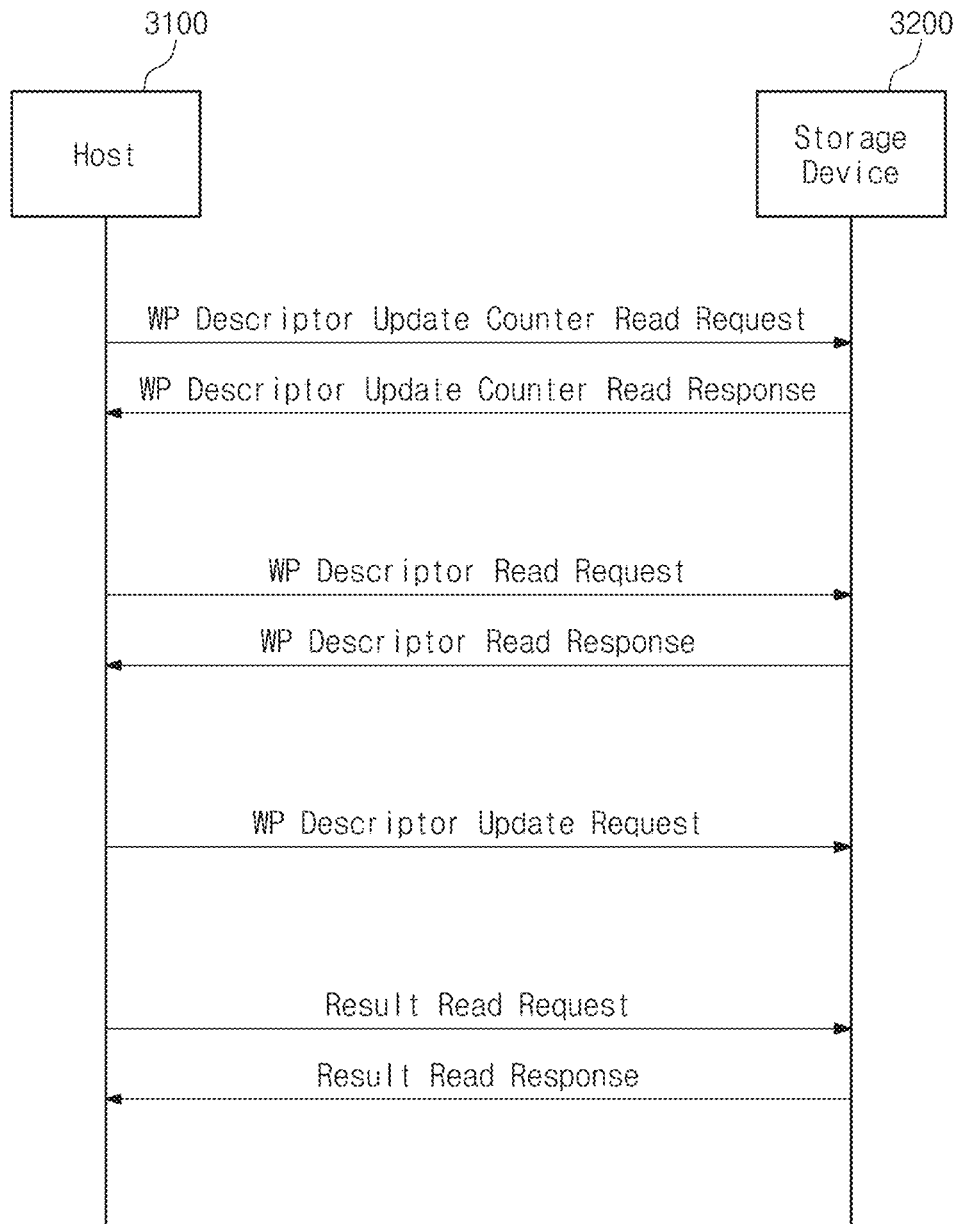 3100
3200
Host
Storage
Device
WP Descriptor Update Counter Read Request
WP Descriptor Update Counter Read Response
WP Descriptor Read Request
WP Descriptor Read Response
WP Descriptor Update Request
Result Read Request
Result Read Response